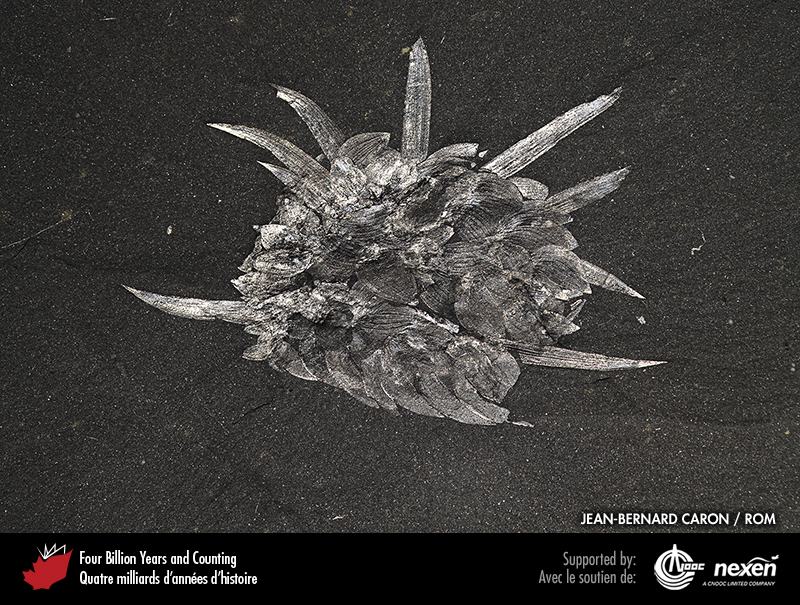 JEAN-BERNARD CARON / ROM
Four Billion Years and Counting
Quatre milliards d'années d'histoire
Supported by:
Avec le soutien de:
CNOOC
nexen
A CNOOC LIMITED COMPANY